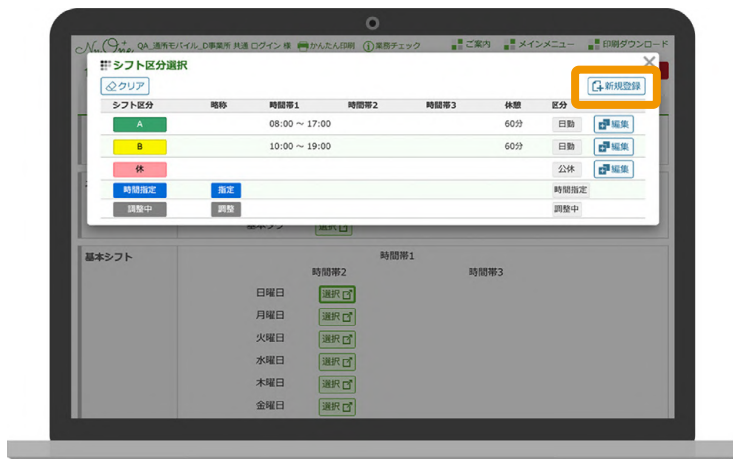 QA_通所モバイル_D事業所 共通 ログイン 様 かんたん印刷 業務チェック ご案内 メインメニュー 印刷ダウンロード
シフト区分選択
クリア 新規登録
シフト区分 略称 時間帯1 時間帯2 時間帯3 休憩 区分
A 08:00 ～ 17:00 60分 日勤 編集
B 10:00 ～ 19:00 60分 日勤 編集
休 公休 編集
時間指定 指定 時間指定
調整中 調整 調整中
選択
基本シフト 時間帯1
時間帯2 時間帯3
日曜日 選択
月曜日 選択
火曜日 選択
水曜日 選択
木曜日 選択
金曜日 選択